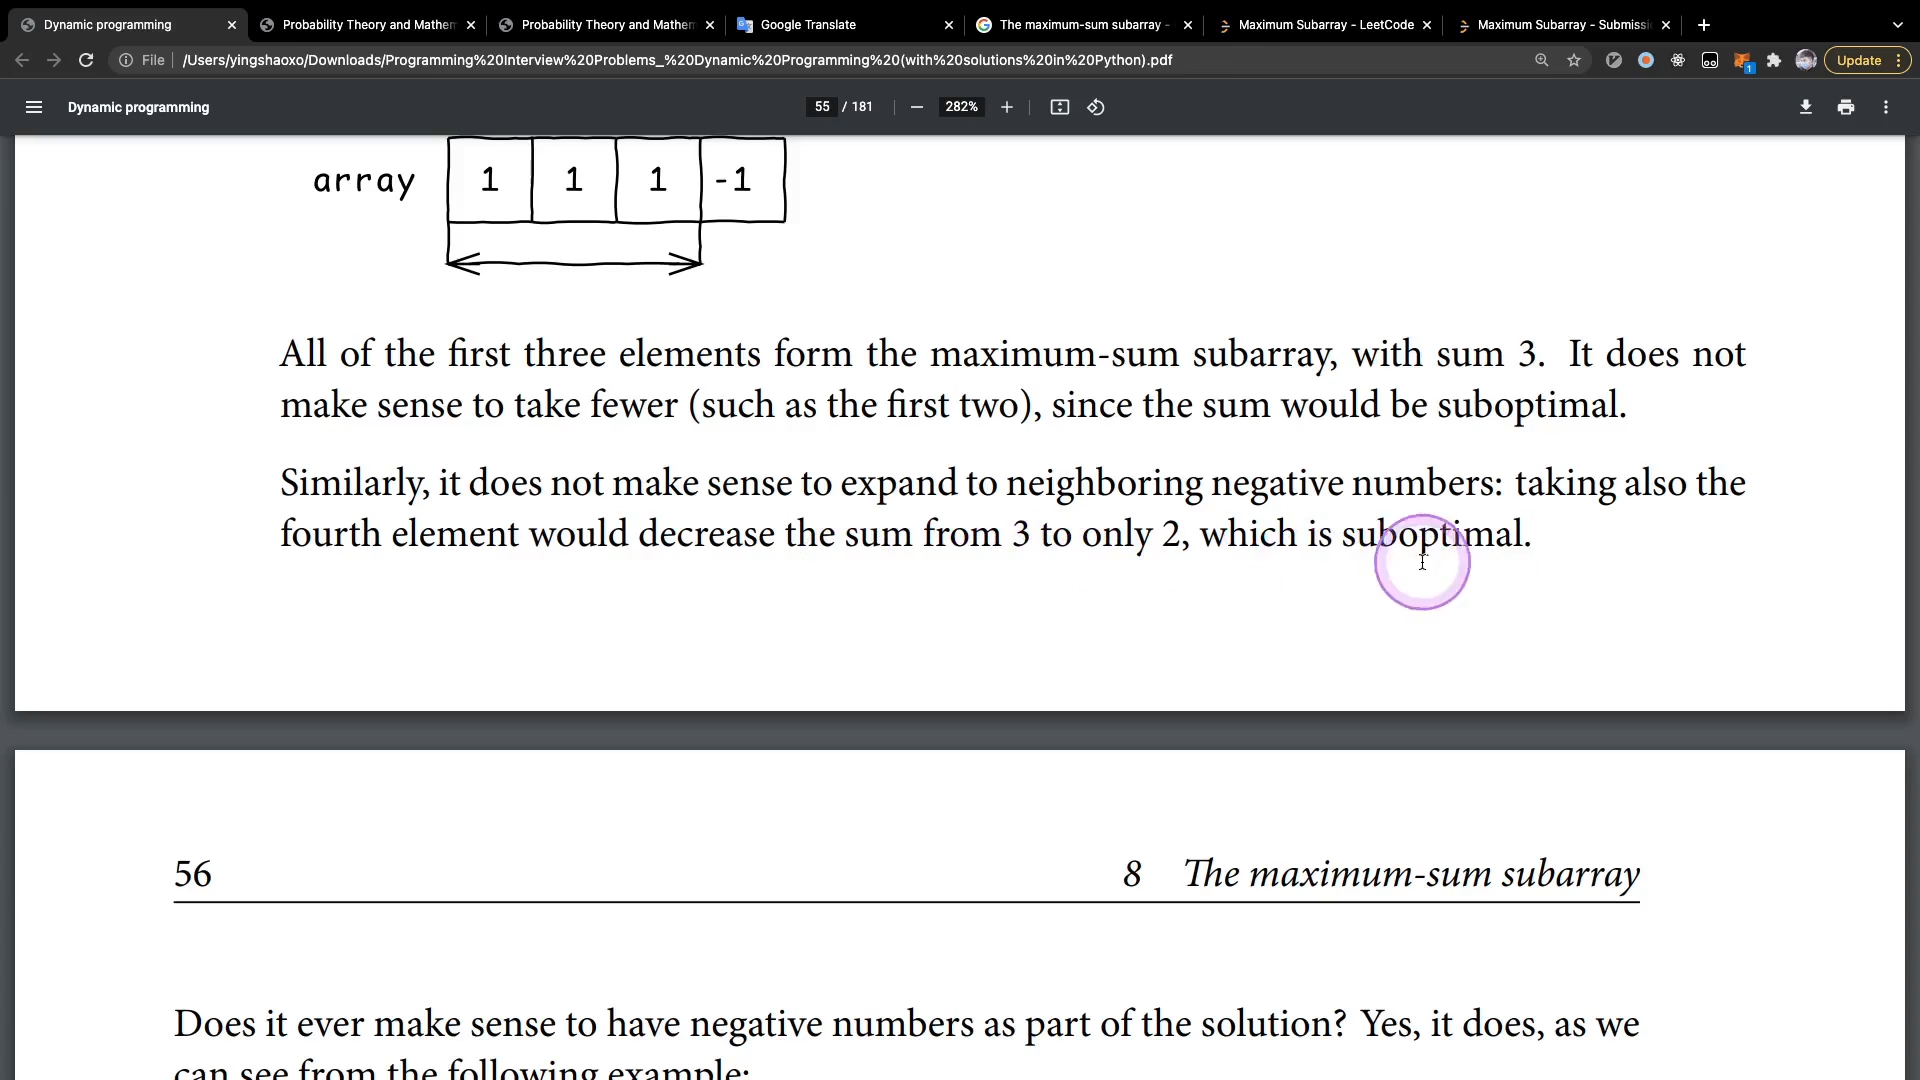 Dynamic programming
Probability Theory and Mathem
Probability Theory and Mathem
Google Translate
The maximum-sum subarray -
Maximum Subarray - LeetCode
Maximum Subarray - Submissi
File
/Users/yingshaoxo/Downloads/Programming%20Interview%20Problems_%20Dynamic%20Programming%20(with%20solutions%20in%20Python).pdf
1
Update
Dynamic programming
55 / 181
282%
array 1 1 1 -1
All of the first three elements form the maximum-sum subarray, with sum 3. It does not
make sense to take fewer (such as the first two), since the sum would be suboptimal.
Similarly, it does not make sense to expand to neighboring negative numbers: taking also the
fourth element would decrease the sum from 3 to only 2, which is suboptimal.
56 8 The maximum-sum subarray
Does it ever make sense to have negative numbers as part of the solution? Yes, it does, as we
can see from the following example: